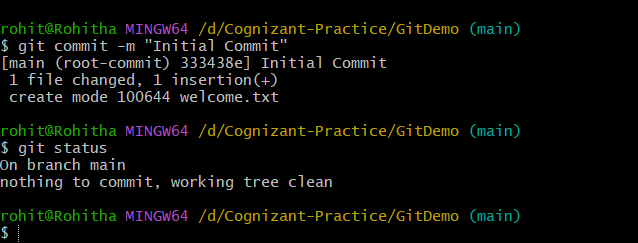 rohit@Rohitha MINGW64 /d/Cognizant-Practice/GitDemo (main)
$ git commit -m "Initial Commit"
[main (root-commit) 333438e] Initial Commit
 1 file changed, 1 insertion(+)
 create mode 100644 welcome.txt
rohit@Rohitha MINGW64 /d/Cognizant-Practice/GitDemo (main)
$ git status
On branch main
nothing to commit, working tree clean
rohit@Rohitha MINGW64 /d/Cognizant-Practice/GitDemo (main)
$